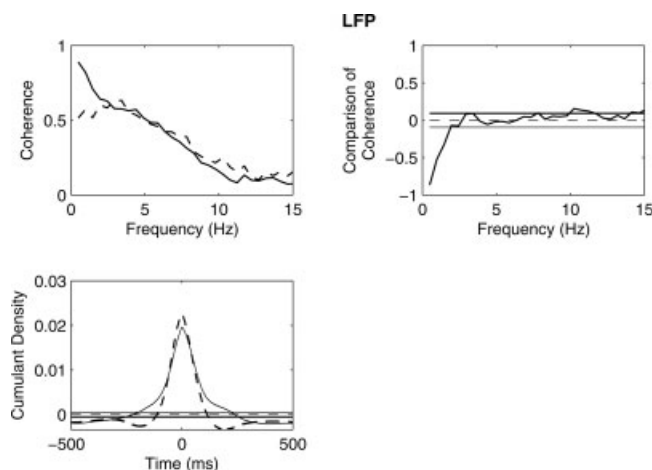 LFP
1
0.5
0
Coherence
0
5
10
15
Frequency (Hz)
1
0.5
0
−0.5
−1
Comparison of
Coherence
0
5
10
15
Frequency (Hz)
0.03
0.02
0.01
0
Cumulant Density
−500
0
500
Time (ms)